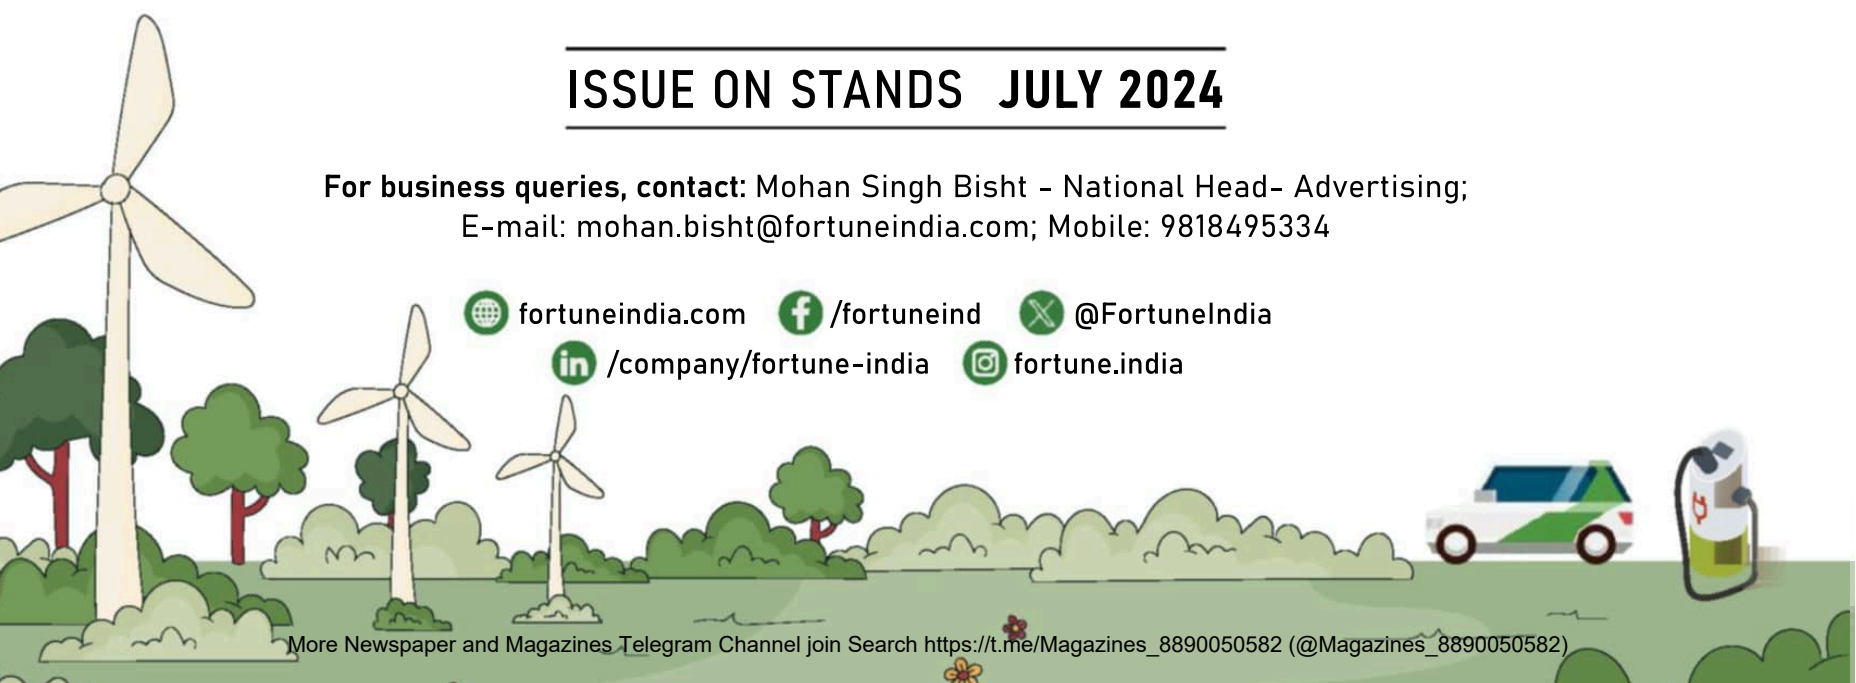 ISSUE ON STANDS JULY 2024
For business queries, contact: Mohan Singh Bisht - National Head- Advertising;
E-mail: mohan.bisht@fortuneindia.com; Mobile: 9818495334
fortuneindia.com /fortuneind @FortuneIndia
/company/fortune-india fortune.india
More Newspaper and Magazines Telegram Channel join Search https://t.me/Magazines_8890050582 (@Magazines_8890050582)